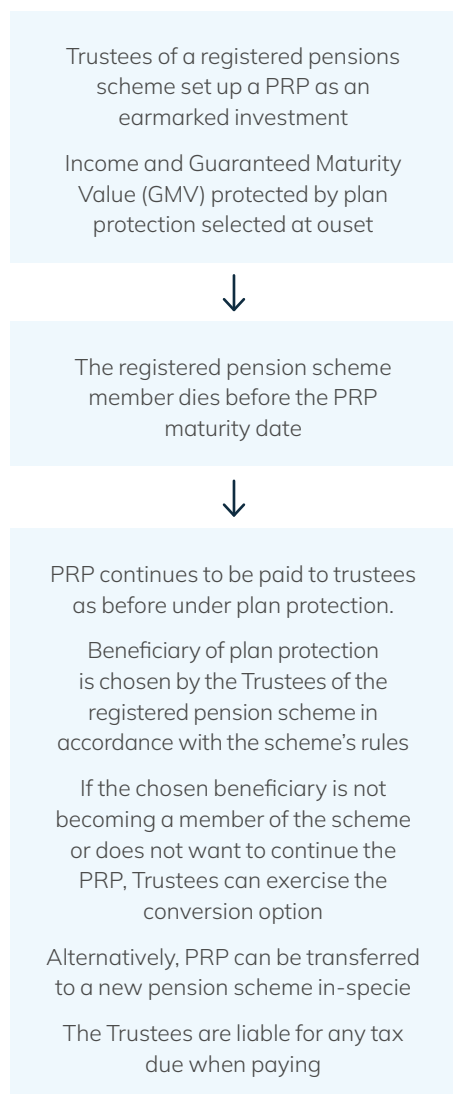 Trustees of a registered pensions
scheme set up a PRP as an
earmarked investment
Income and Guaranteed Maturity
Value (GMV) protected by plan
protection selected at ouset
The registered pension scheme
member dies before the PRP
maturity date
PRP continues to be paid to trustees
as before under plan protection.
Beneficiary of plan protection
is chosen by the Trustees of the
registered pension scheme in
accordance with the scheme’s rules
If the chosen beneficiary is not
becoming a member of the scheme
or does not want to continue the
PRP, Trustees can exercise the
conversion option
Alternatively, PRP can be transferred
to a new pension scheme in-specie
The Trustees are liable for any tax
due when paying